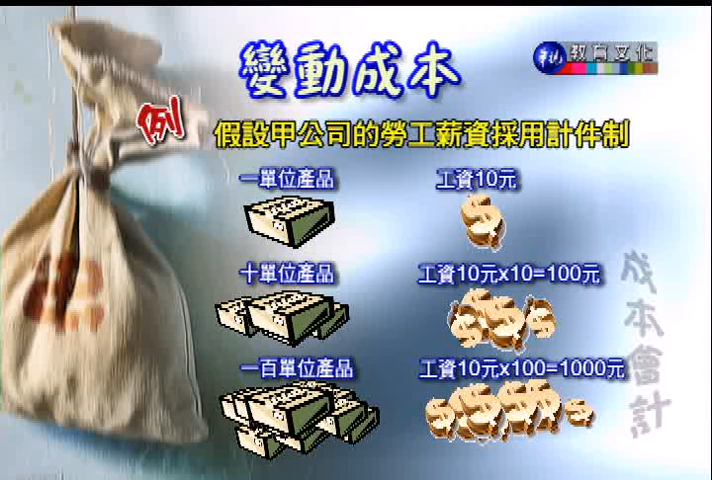 變動成本
華視
教育文化
例
假設甲公司的勞工薪資採用計件制
一單位產品
工資10元
十單位產品
工資10元x10=100元
一百單位產品
工資10元x100=1000元
成本會計